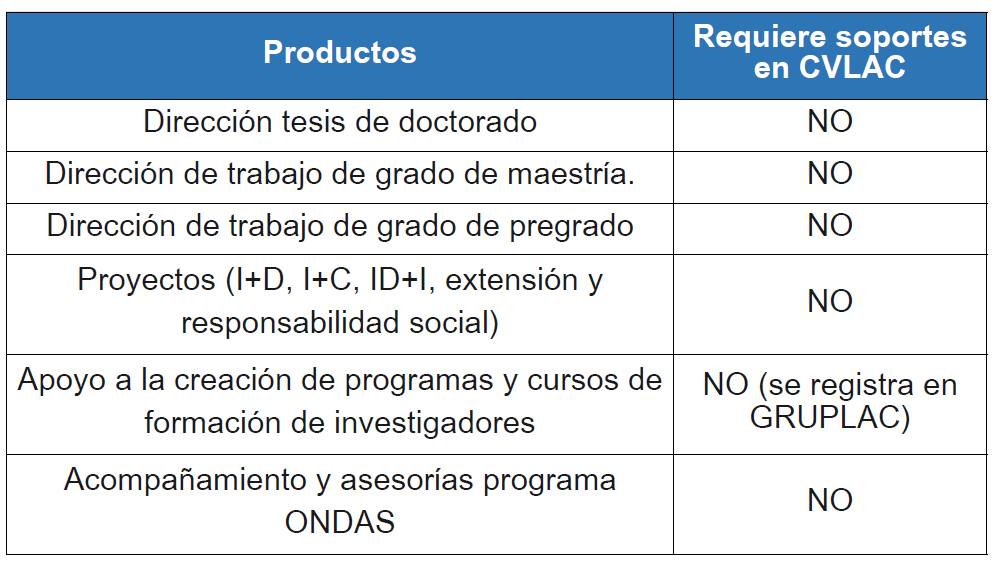 Productos
Requiere soportes
en CVLAC
Dirección tesis de doctorado
NO
Dirección de trabajo de grado de maestría.
NO
Dirección de trabajo de grado de pregrado
NO
Proyectos (I+D, I+C, ID+I, extensión y
responsabilidad social)
NO
Apoyo a la creación de programas y cursos de
formación de investigadores
NO (se registra en
GRUPLAC)
Acompañamiento y asesorías programa
ONDAS
NO